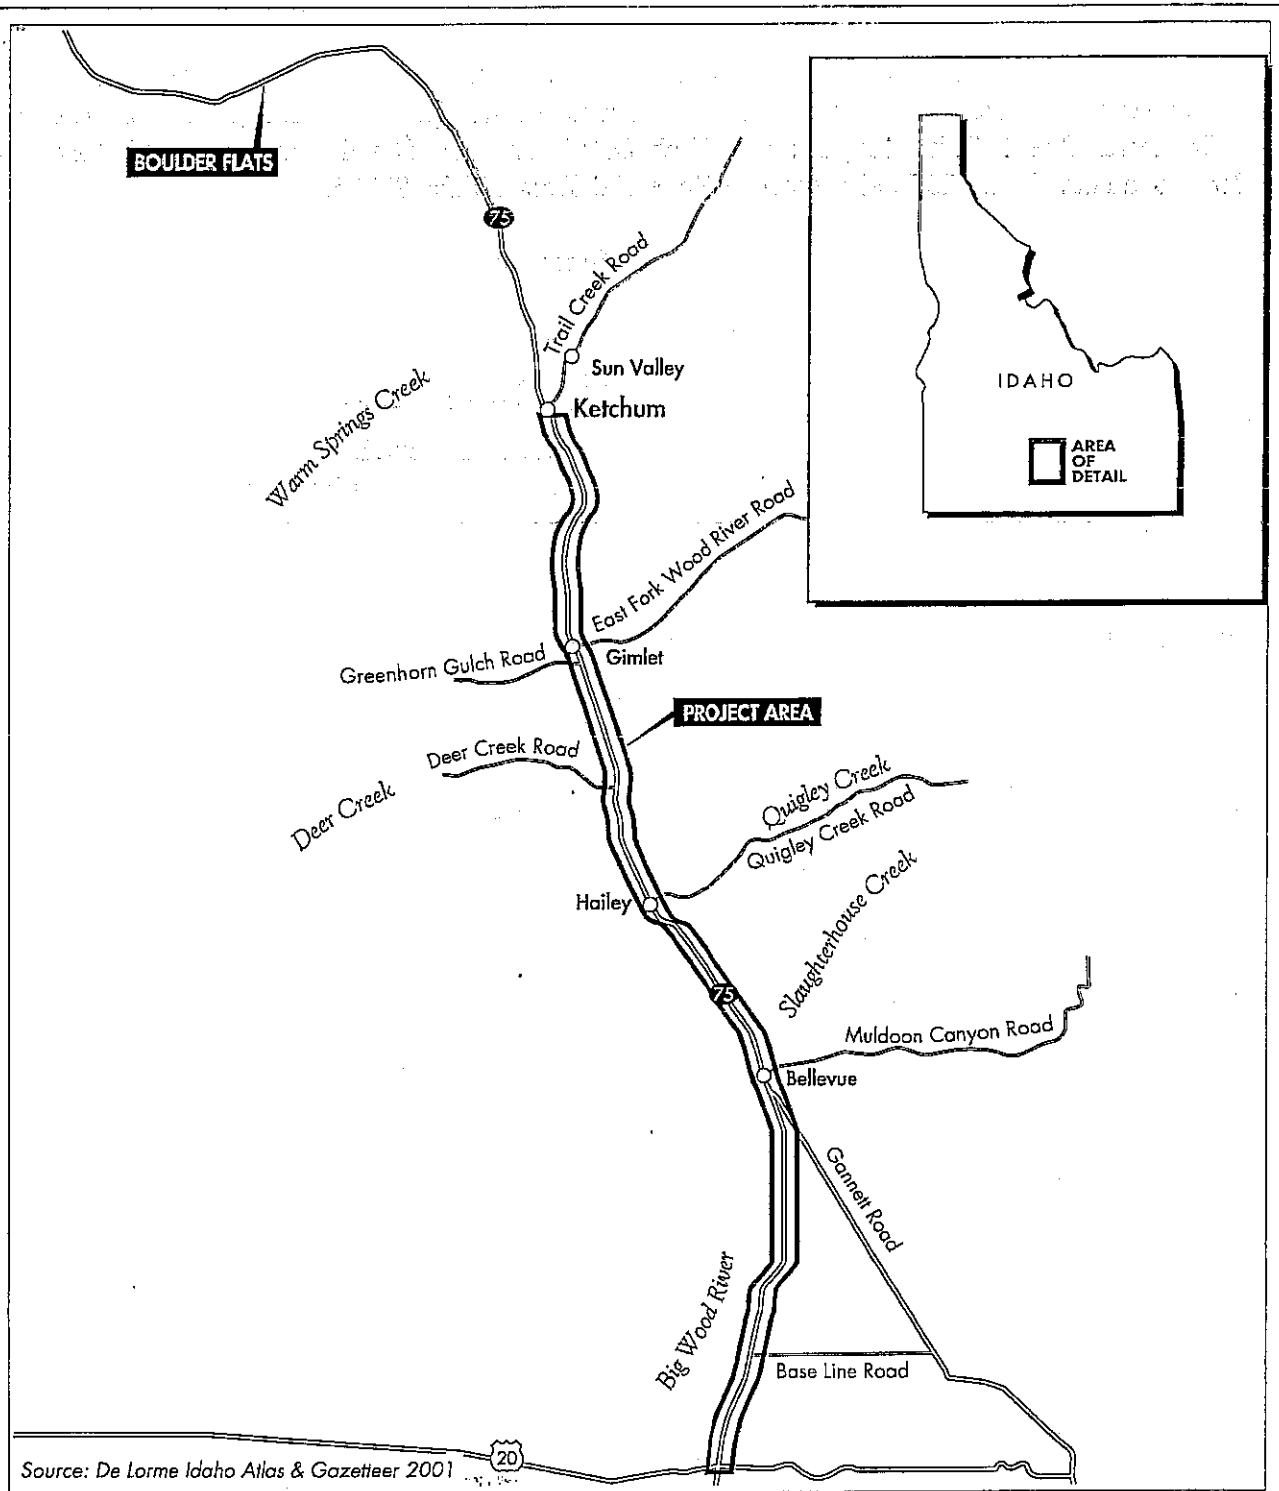 BOULDER FLATS
75
Trail Creek Road
Sun Valley
Ketchum
Warm Springs Creek
IDAHO
AREA
OF
DETAIL
East Fork Wood River Road
Gimlet
Greenhorn Gulch Road
PROJECT AREA
Deer Creek Road
Deer Creek
Quigley Creek
Quigley Creek Road
Hailey
Slaughterhouse Creek
75
Muldoon Canyon Road
Bellevue
Gannett Road
Big Wood River
Base Line Road
20
Source: De Lorme Idaho Atlas & Gazetteer 2001